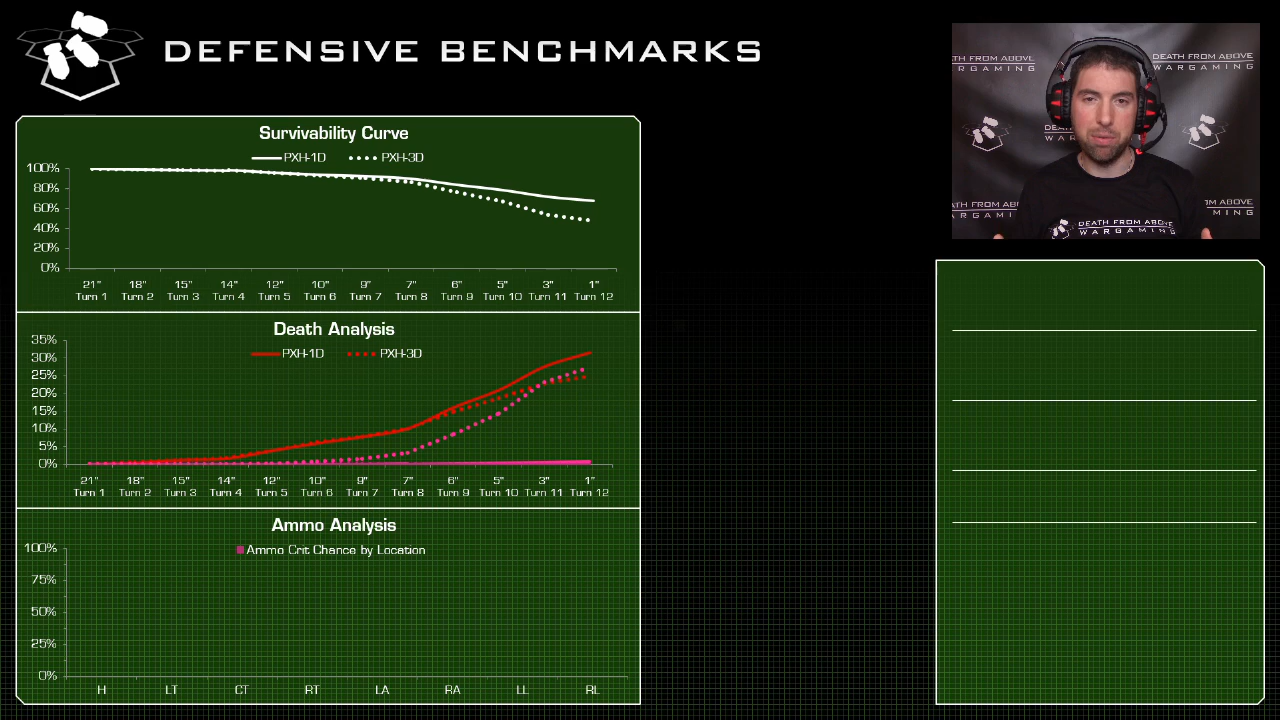 DEFENSIVE BENCHMARKS
DEATH FROM ABOVE
WARGAMING
Survivability Curve
PXH-1D PXH-3D
100%
80%
60%
40%
20%
0%
21" 18" 15" 14" 12" 10" 9" 7" 6" 5" 3" 1"
Turn 1 Turn 2 Turn 3 Turn 4 Turn 5 Turn 6 Turn 7 Turn 8 Turn 9 Turn 10 Turn 11 Turn 12
Death Analysis
PXH-1D PXH-3D
35%
30%
25%
20%
15%
10%
5%
0%
21" 18" 15" 14" 12" 10" 9" 7" 6" 5" 3" 1"
Turn 1 Turn 2 Turn 3 Turn 4 Turn 5 Turn 6 Turn 7 Turn 8 Turn 9 Turn 10 Turn 11 Turn 12
Ammo Analysis
Ammo Crit Chance by Location
100%
75%
50%
25%
0%
H LT CT RT LA RA LL RL
DEATH FROM ABOVE
WARGAMING